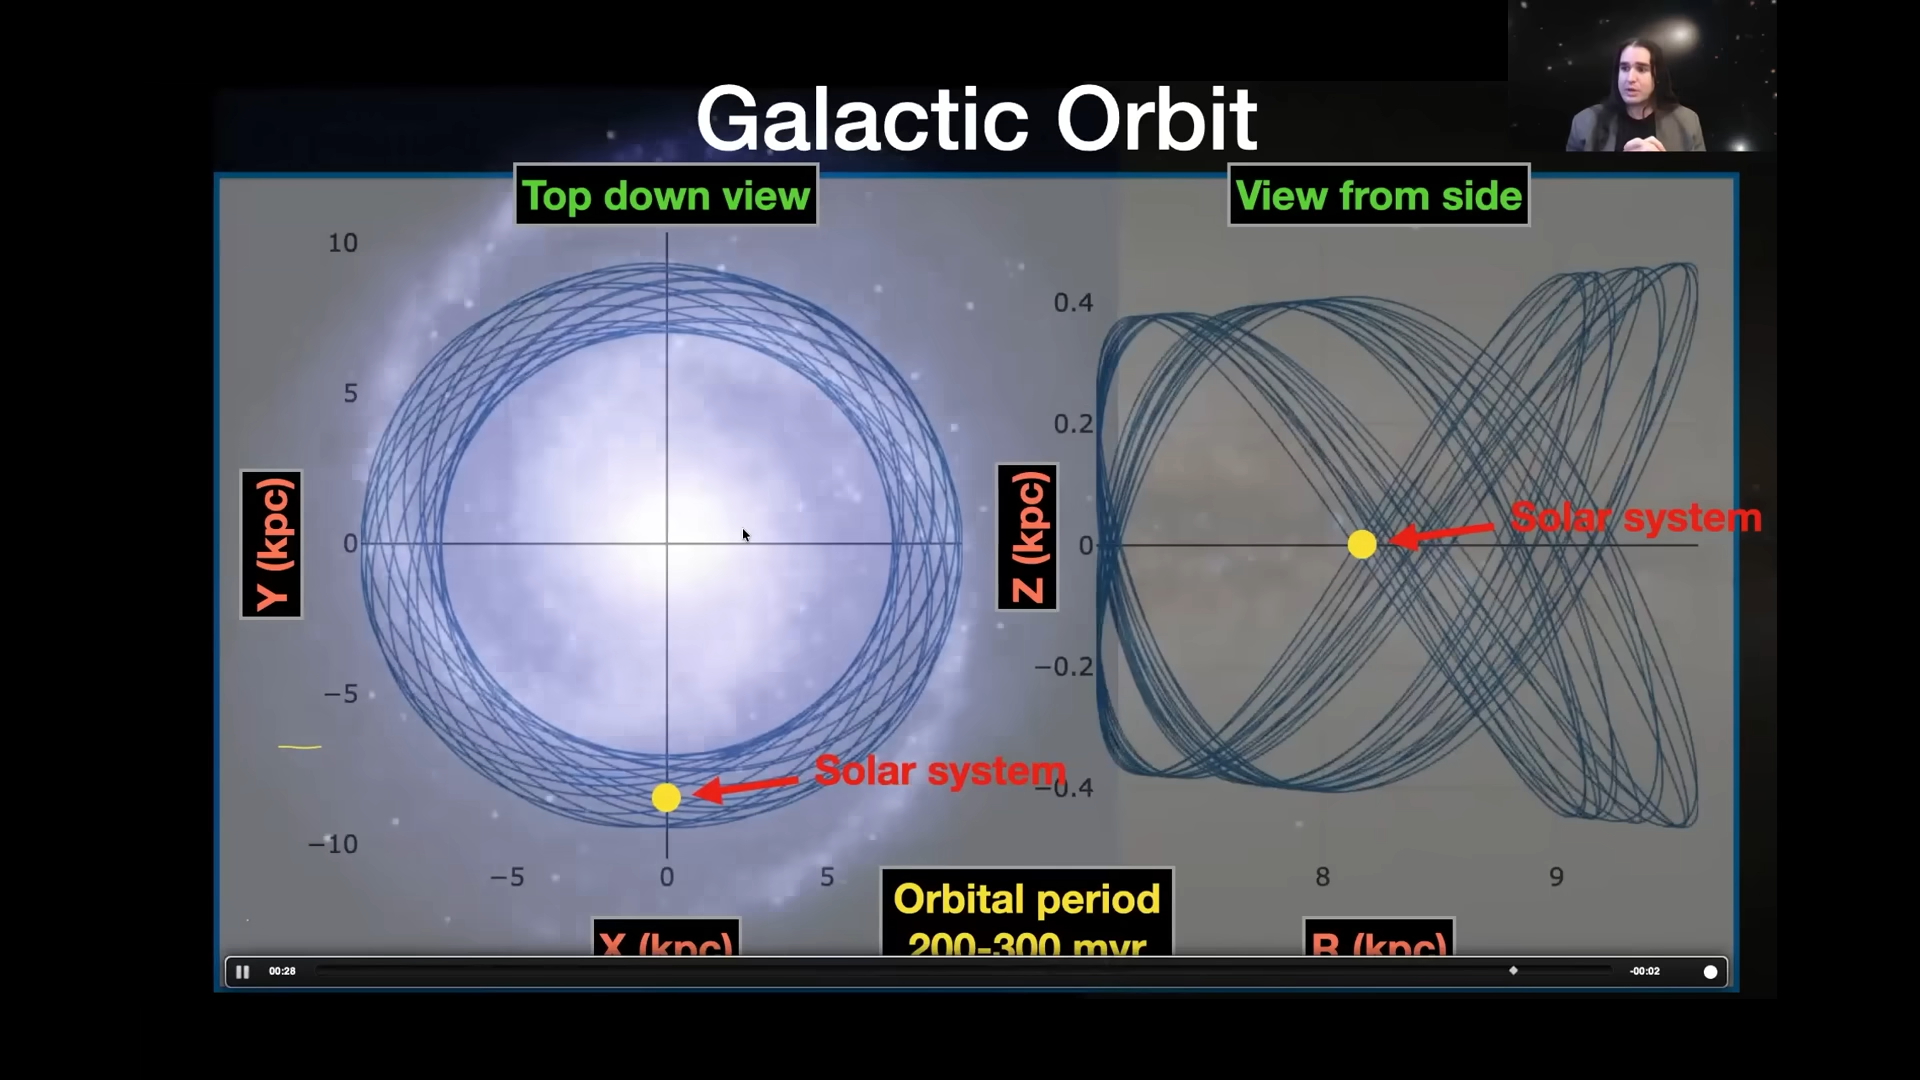 Galactic Orbit
Top down view
View from side
10
5
0
−5
−10
Y (kpc)
−5
0
5
X (kpc)
Solar system
0.4
0.2
0
−0.2
−0.4
Z (kpc)
8
9
R (kpc)
Solar system
Orbital period
200-300 myr
00:28
-00:02